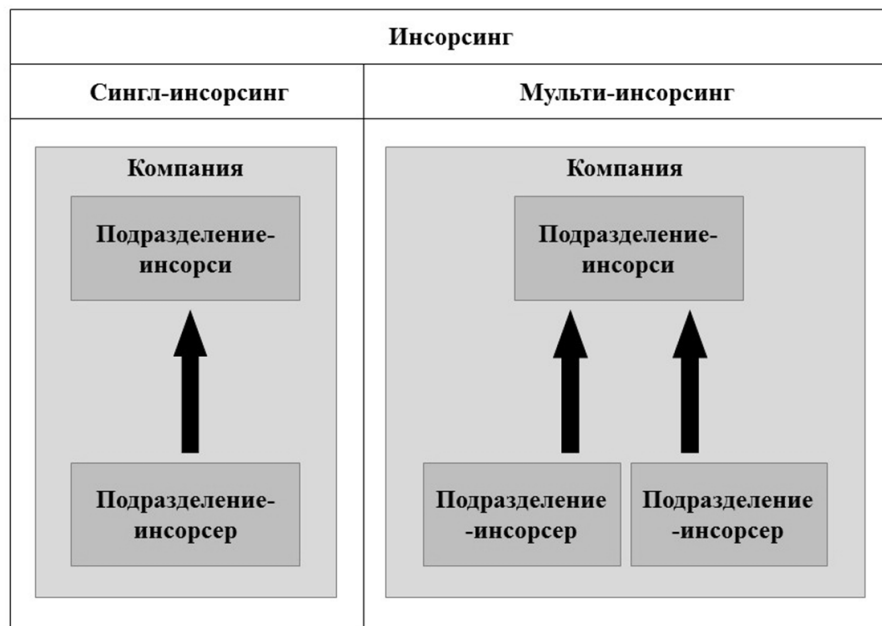 Инсорсинг
Сингл-инсорсинг
Мульти-инсорсинг
Компания
Подразделение-
инсорси
Подразделение-
инсорсер
Компания
Подразделение-
инсорси
Подразделение
-инсорсер
Подразделение
-инсорсер